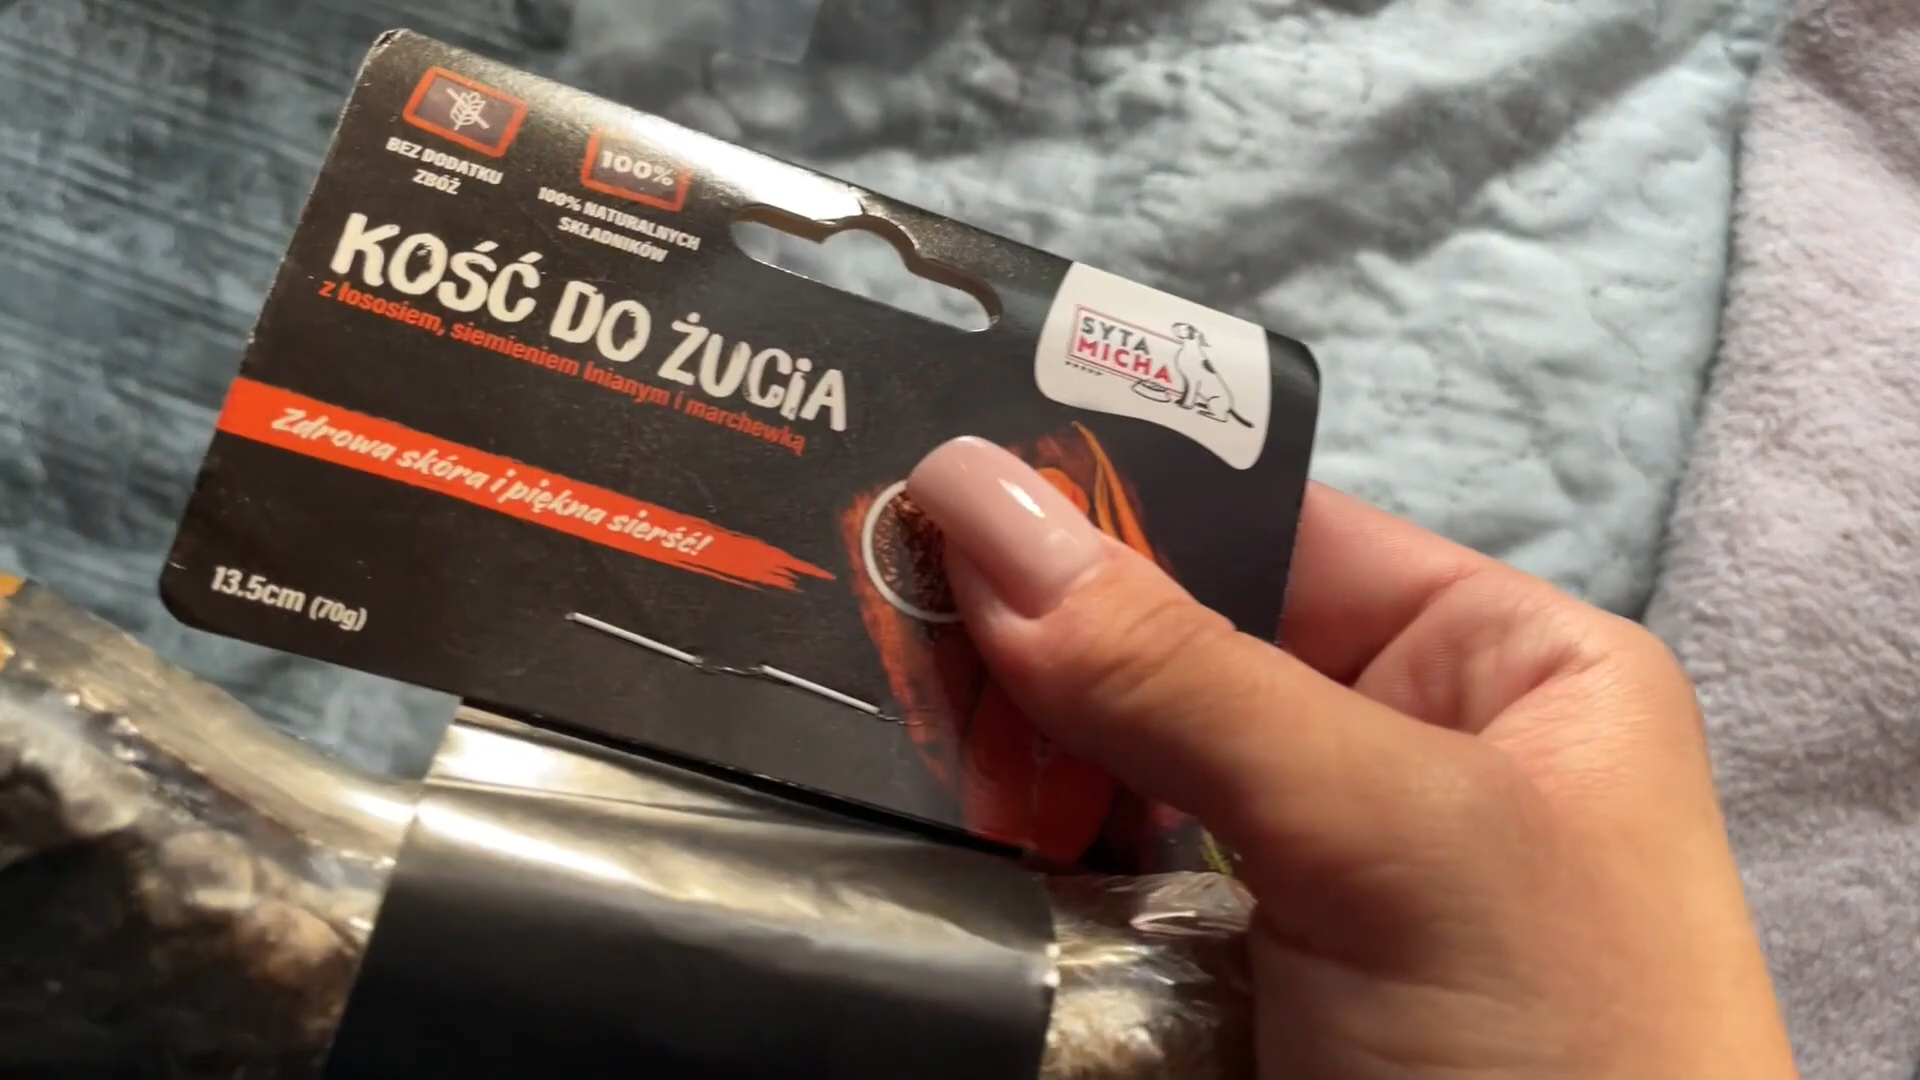 BEZ DODATKU
ZBÓŻ
100%
100% NATURALNYCH
SKŁADNIKÓW
KOŚĆ DO ŻUCiA
z łososiem, siemieniem lnianym i marchewką
SYTA
MICHA
Zdrowa skóra i piękna sierść!
13.5cm (70g)